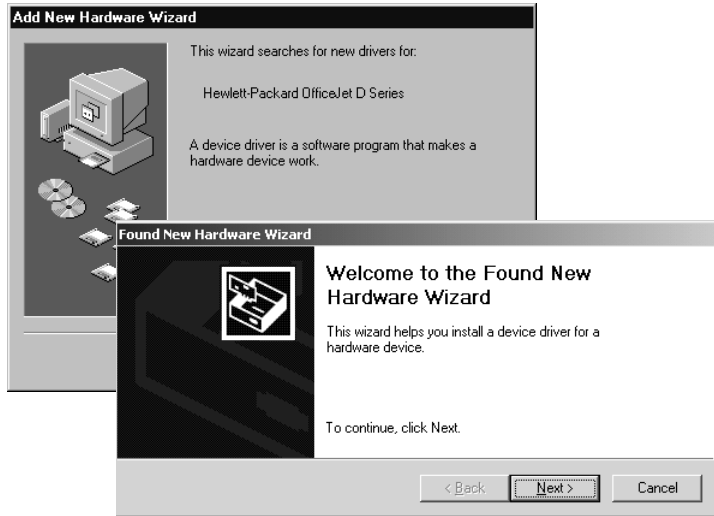 Add New Hardware Wizard
This wizard searches for new drivers for:
Hewlett-Packard OfficeJet D Series
A device driver is a software program that makes a
hardware device work.
Found New Hardware Wizard
Welcome to the Found New
Hardware Wizard
This wizard helps you install a device driver for a
hardware device.
To continue, click Next.
< Back
Next >
Cancel